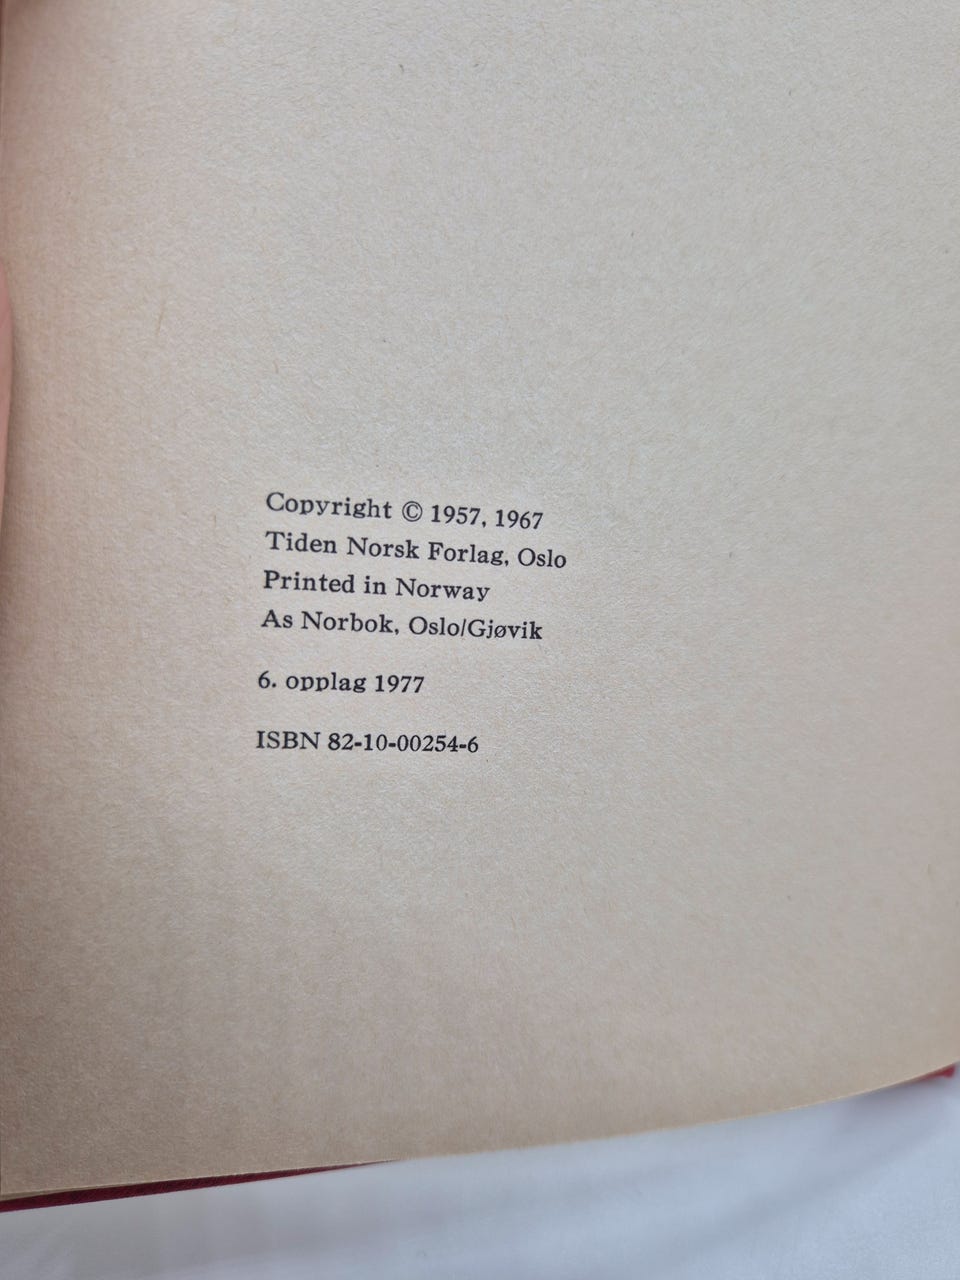 Copyright © 1957, 1967
Tiden Norsk Forlag, Oslo
Printed in Norway
As Norbok, Oslo/Gjøvik
6. opplag 1977
ISBN 82-10-00254-6